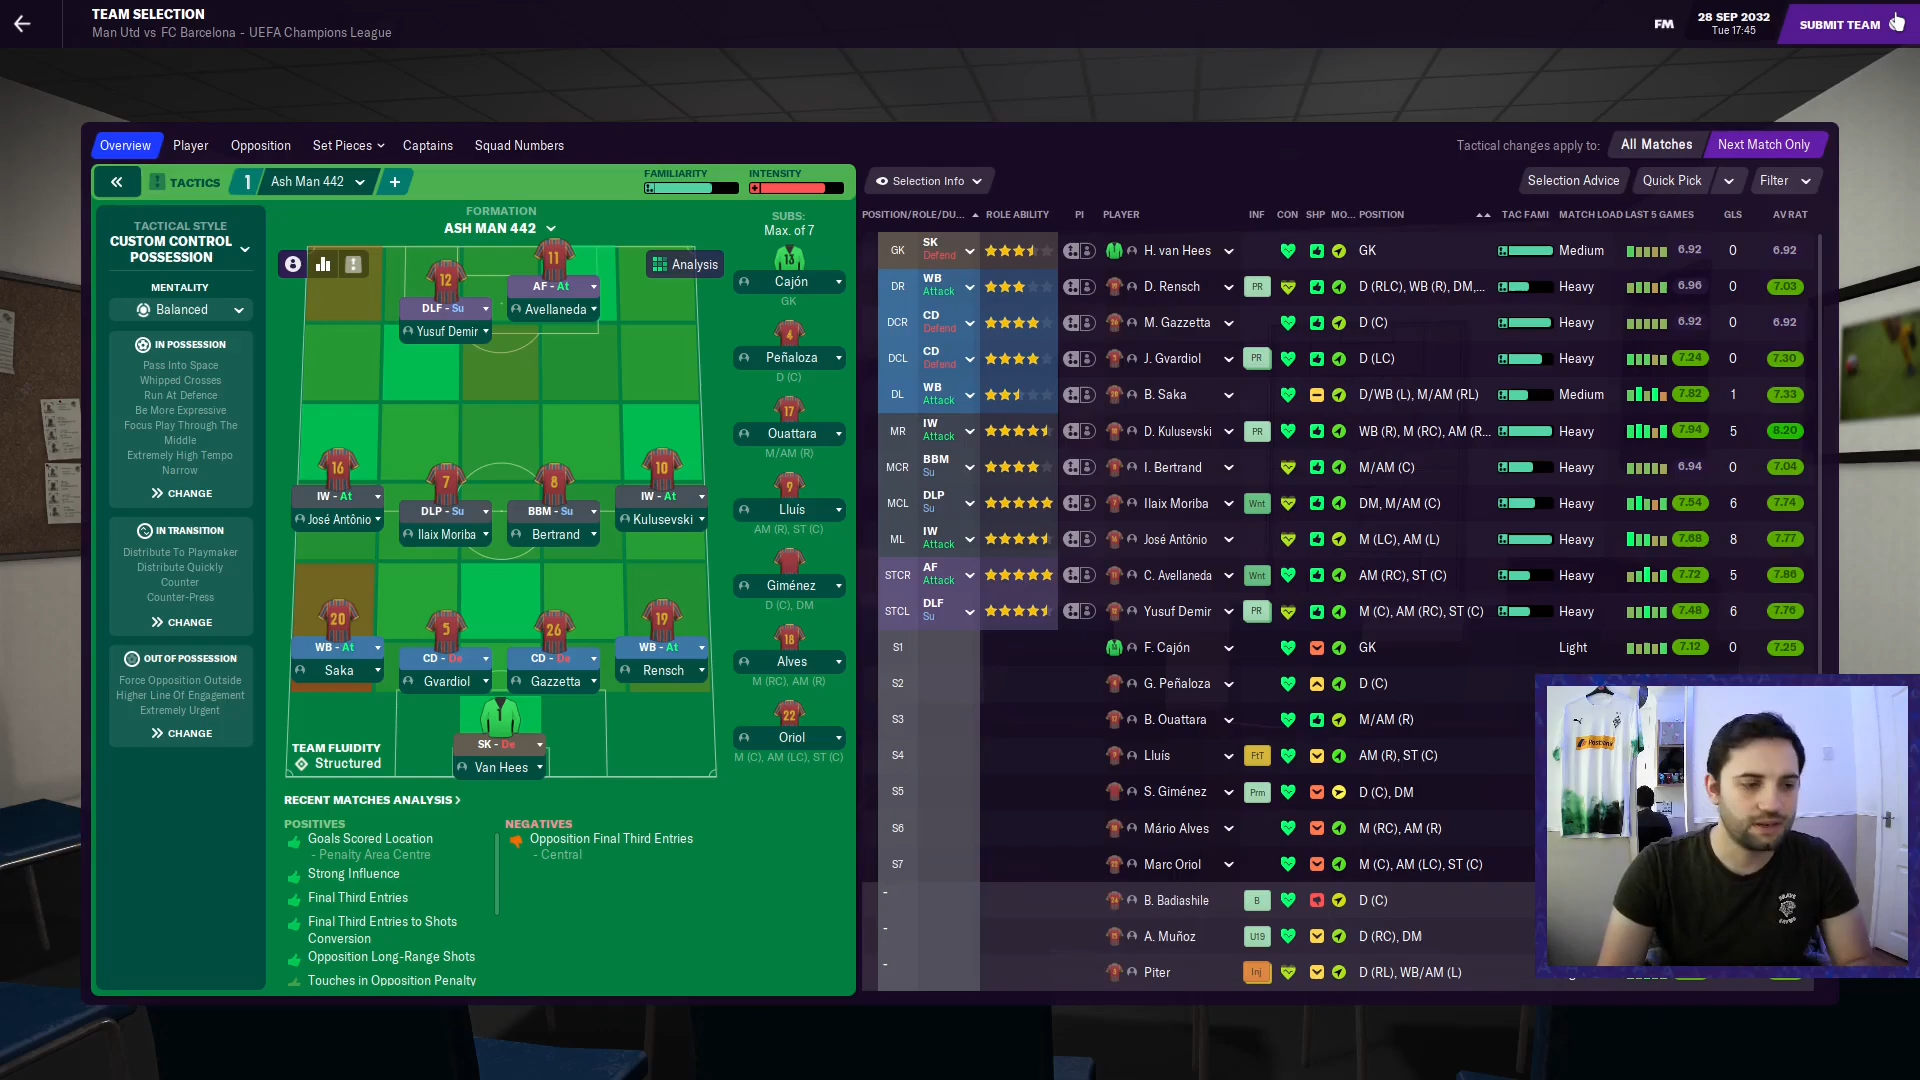 TEAM SELECTION
Man Utd vs FC Barcelona - UEFA Champions League
FM
28 SEP 2032
Tue 17:45
SUBMIT TEAM
Overview
Player
Opposition
Set Pieces
Captains
Squad Numbers
Tactical changes apply to:
All Matches
Next Match Only
TACTICS
1
Ash Man 442
+
FAMILIARITY
INTENSITY
Selection Info
Selection Advice
Quick Pick
Filter
TACTICAL STYLE
CUSTOM CONTROL
POSSESSION
MENTALITY
Balanced
IN POSSESSION
Pass Into Space
Whipped Crosses
Run At Defence
Be More Expressive
Focus Play Through The
Middle
Extremely High Tempo
Narrow
CHANGE
IN TRANSITION
Distribute To Playmaker
Distribute Quickly
Counter
Counter-Press
CHANGE
OUT OF POSSESSION
Force Opposition Outside
Higher Line Of Engagement
Extremely Urgent
CHANGE
FORMATION
ASH MAN 442
Analysis
12
DLF - Su
Yusuf Demir
11
AF - At
Avellaneda
16
IW - At
José Antônio
7
DLP - Su
Ilaix Moriba
8
BBM - Su
Bertrand
10
IW - At
Kulusevski
20
WB - At
Saka
5
CD - De
Gvardiol
26
CD - De
Gazzetta
19
WB - At
Rensch
1
SK - De
Van Hees
TEAM FLUIDITY
Structured
SUBS:
Max. of 7
13
Cajón
GK
4
Peñaloza
D (C)
17
Ouattara
M/AM (R)
9
Lluís
AM (R), ST (C)
Giménez
D (C), DM
18
Alves
M (RC), AM (R)
22
Oriol
M (C), AM (LC), ST (C)
RECENT MATCHES ANALYSIS
POSITIVES
Goals Scored Location
- Penalty Area Centre
Strong Influence
Final Third Entries
Final Third Entries to Shots
Conversion
Opposition Long-Range Shots
Touches in Opposition Penalty
NEGATIVES
Opposition Final Third Entries
- Central
POSITION/ROLE/DU... ROLE ABILITY PI PLAYER INF CON SHP MO... POSITION TAC FAMI MATCH LOAD LAST 5 GAMES GLS AV RAT
GK SK Defend H. van Hees GK Medium 6.92 0 6.92
DR WB Attack D. Rensch PR D (RLC), WB (R), DM,... Heavy 6.96 0 7.03
DCR CD Defend M. Gazzetta D (C) Heavy 6.92 0 6.92
DCL CD Defend J. Gvardiol PR D (LC) Heavy 7.24 0 7.30
DL WB Attack B. Saka D/WB (L), M/AM (RL) Medium 7.82 1 7.33
MR IW Attack D. Kulusevski PR WB (R), M (RC), AM (R... Heavy 7.94 5 8.20
MCR BBM Su I. Bertrand M/AM (C) Heavy 6.94 0 7.04
MCL DLP Su Ilaix Moriba Wnt DM, M/AM (C) Heavy 7.54 6 7.74
ML IW Attack José Antônio M (LC), AM (L) Heavy 7.68 8 7.77
STCR AF Attack C. Avellaneda Wnt AM (RC), ST (C) Heavy 7.72 5 7.86
STCL DLF Su Yusuf Demir PR M (C), AM (RC), ST (C) Heavy 7.48 6 7.76
S1 F. Cajón GK Light 7.12 0 7.25
S2 G. Peñaloza D (C)
S3 B. Ouattara M/AM (R)
S4 Lluís FtT AM (R), ST (C)
S5 S. Giménez Prm D (C), DM
S6 Mário Alves M (RC), AM (R)
S7 Marc Oriol M (C), AM (LC), ST (C)
- B. Badiashile B D (C)
- A. Muñoz U19 D (RC), DM
- Piter Inj D (RL), WB/AM (L)
Postbank